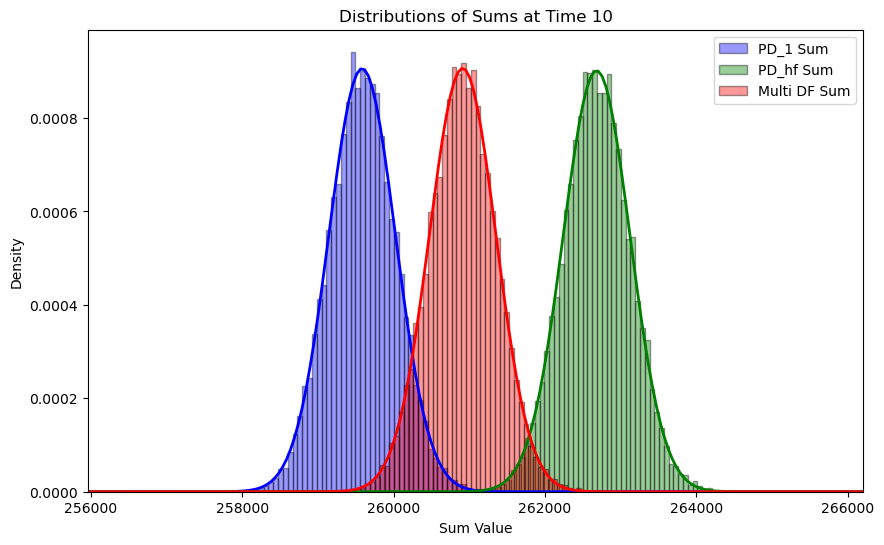 Distributions of Sums at Time 10
PD_1 Sum
PD_hf Sum
Multi DF Sum
Density
0.0008
0.0006
0.0004
0.0002
0.0000
256000 258000 260000 262000 264000 266000
Sum Value